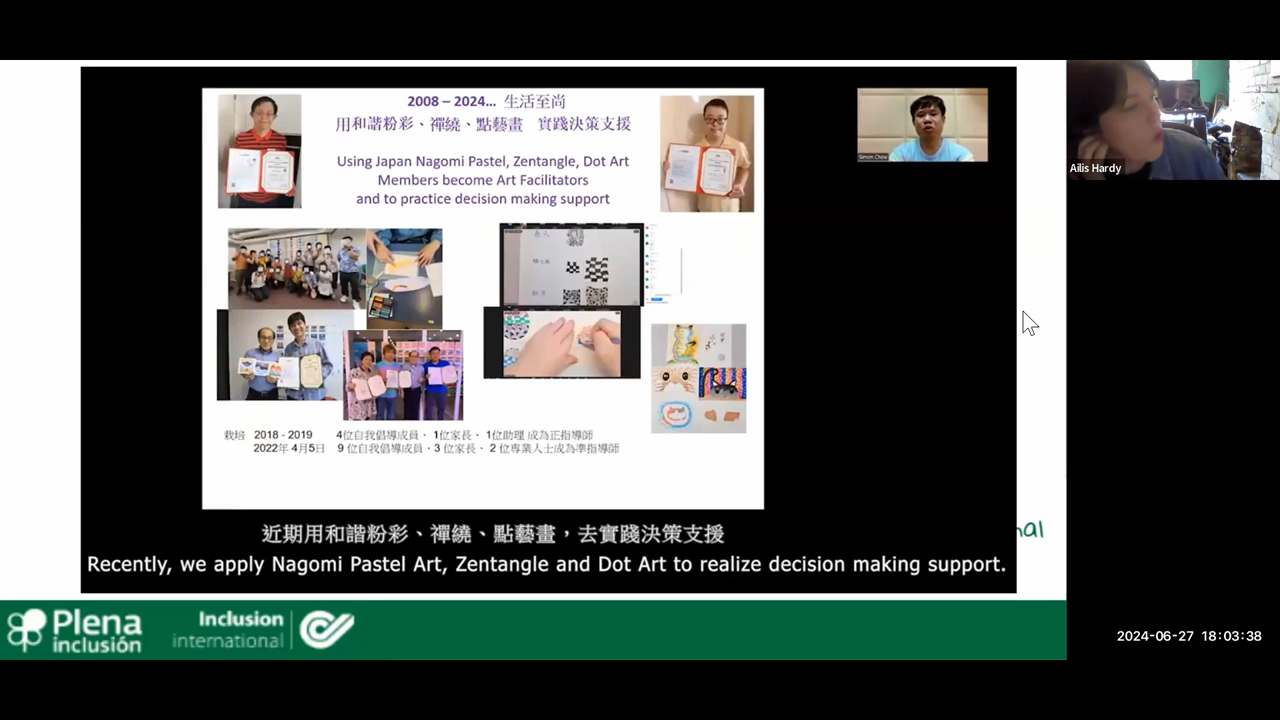 2008 – 2024... 生活至尚
用和諧粉彩、禪繞、點藝畫 實踐決策支援
Using Japan Nagomi Pastel, Zentangle, Dot Art
Members become Art Facilitators
and to practice decision making support
Simon Chow
Ailis Hardy
栽培 2018 - 2019 4位自我倡導成員、 1位家長、 1位助理 成為正指導師
2022年 4月5日 9 位自我倡導成員、3 位家長、 2 位專業人士成為準指導師
近期用和諧粉彩、禪繞、點藝畫，去實踐決策支援
Recently, we apply Nagomi Pastel Art, Zentangle and Dot Art to realize decision making support.
nal
Plena
inclusión
Inclusion
international
2024-06-27 18:03:38